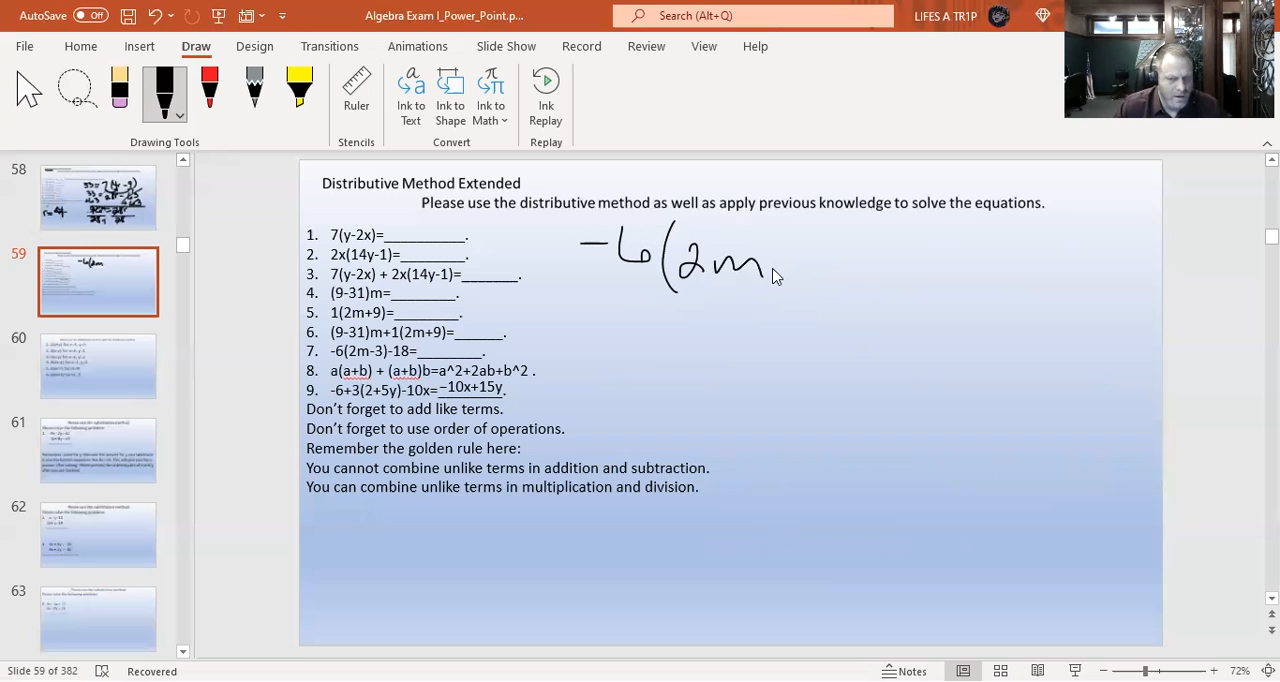 AutoSave
Off
Algebra Exam I_Power_Point.p...
Search (Alt+Q)
LIFES A TR1P
File
Home
Insert
Draw
Design
Transitions
Animations
Slide Show
Record
Review
View
Help
Ruler
Ink to Text
Ink to Shape
Ink to Math
Ink Replay
Drawing Tools
Stencils
Convert
Replay
58
59
60
61
62
63
Distributive Method Extended
Please use the distributive method as well as apply previous knowledge to solve the equations.
1. 7(y-2x)=__________.
2. 2x(14y-1)=________.
3. 7(y-2x) + 2x(14y-1)=_______.
4. (9-31)m=________.
5. 1(2m+9)=________.
6. (9-31)m+1(2m+9)=______.
7. -6(2m-3)-18=________.
8. a(a+b) + (a+b)b=a^2+2ab+b^2 .
9. -6+3(2+5y)-10x=−10x+15y.
Don't forget to add like terms.
Don't forget to use order of operations.
Remember the golden rule here:
You cannot combine unlike terms in addition and subtraction.
You can combine unlike terms in multiplication and division.
-6(2m
Slide 59 of 382
Recovered
Notes
72%